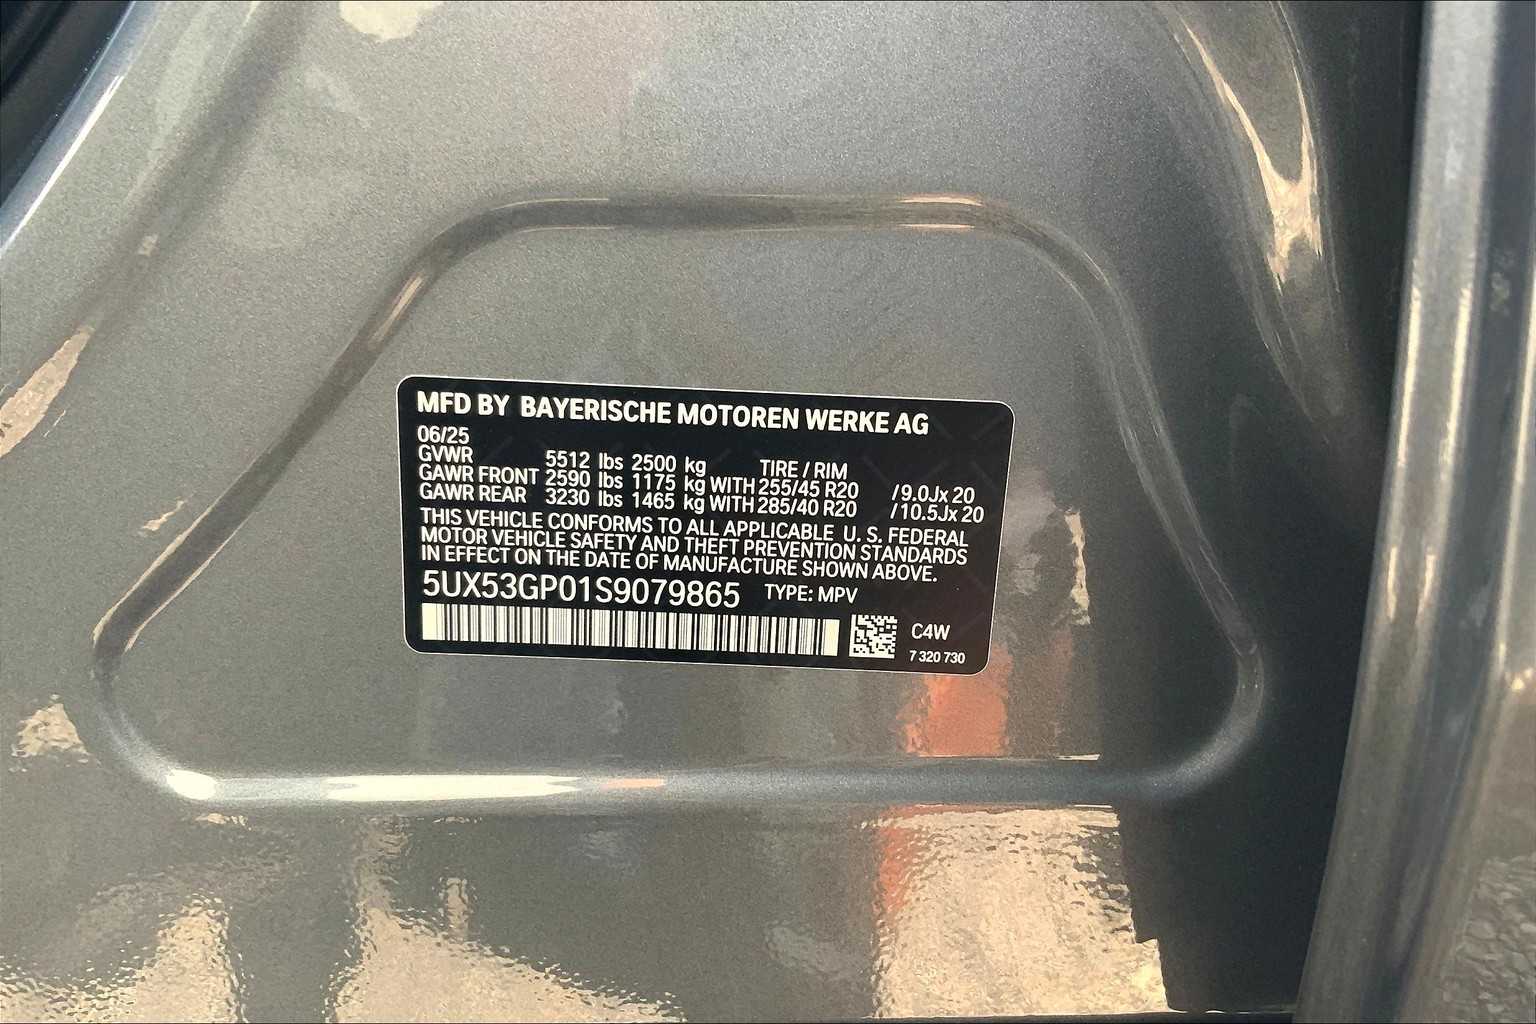 MFD BY BAYERISCHE MOTOREN WERKE AG
06/25
GVWR 5512 lbs 2500 kg TIRE / RIM
GAWR FRONT 2590 lbs 1175 kg WITH 255/45 R20 /9.0Jx 20
GAWR REAR 3230 lbs 1465 kg WITH 285/40 R20 /10.5Jx 20
THIS VEHICLE CONFORMS TO ALL APPLICABLE U. S. FEDERAL
MOTOR VEHICLE SAFETY AND THEFT PREVENTION STANDARDS
IN EFFECT ON THE DATE OF MANUFACTURE SHOWN ABOVE.
5UX53GP01S9079865 TYPE: MPV
C4W
7 320 730